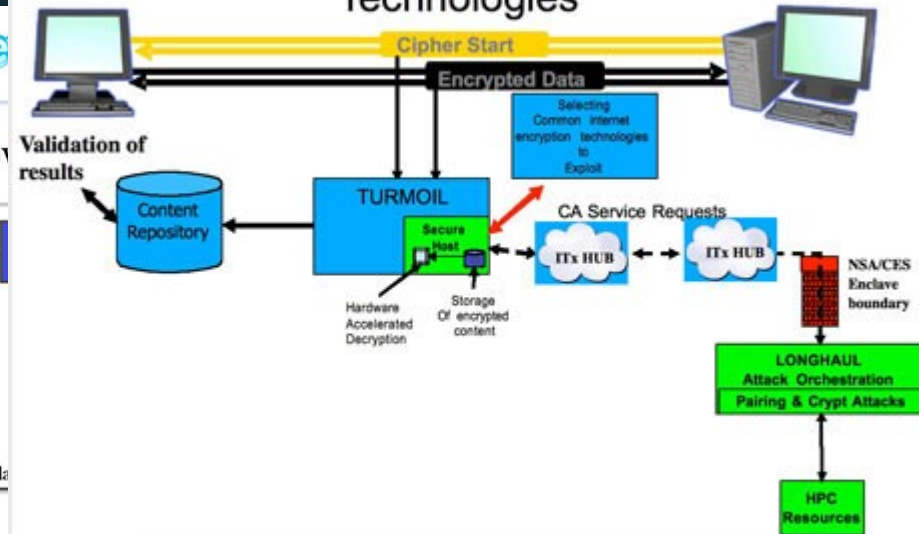 Technologies
Cipher Start
Encrypted Data
Selecting
Common internet
encryption technologies
to
Exploit
Validation of
results
Content
Repository
TURMOIL
Secure
Host
CA Service Requests
ITx HUB
ITx HUB
NSA/CES
Enclave
boundary
Hardware
Accelerated
Decryption
Storage
Of encrypted
content
LONGHAUL
Attack Orchestration
Pairing & Crypt Attacks
HPC
Resources